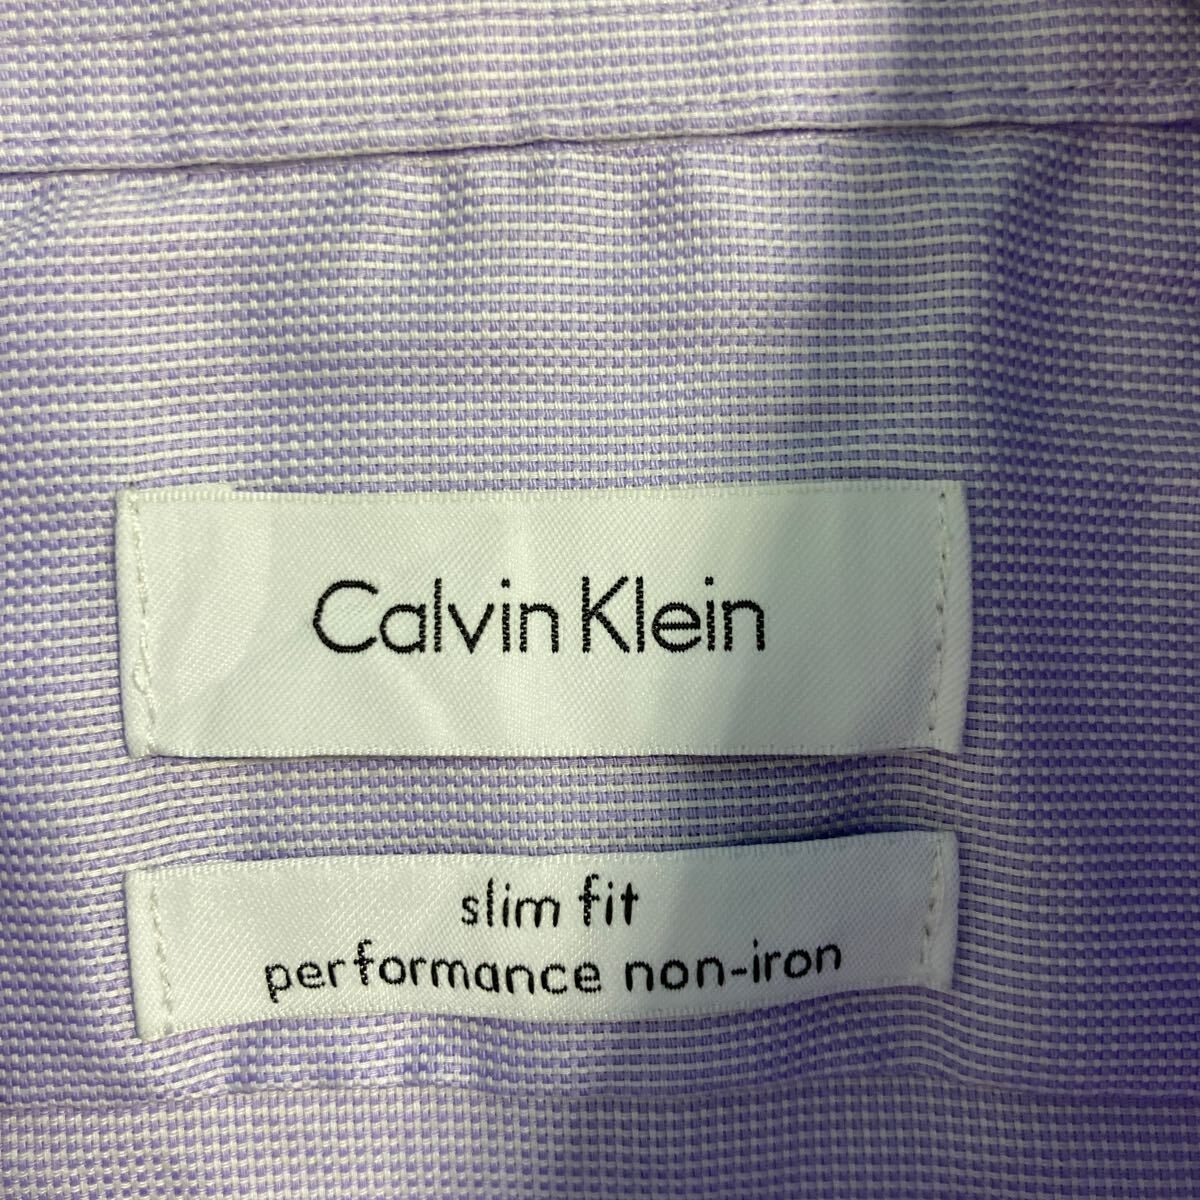 Calvin Klein
slim fit
performance non-iron